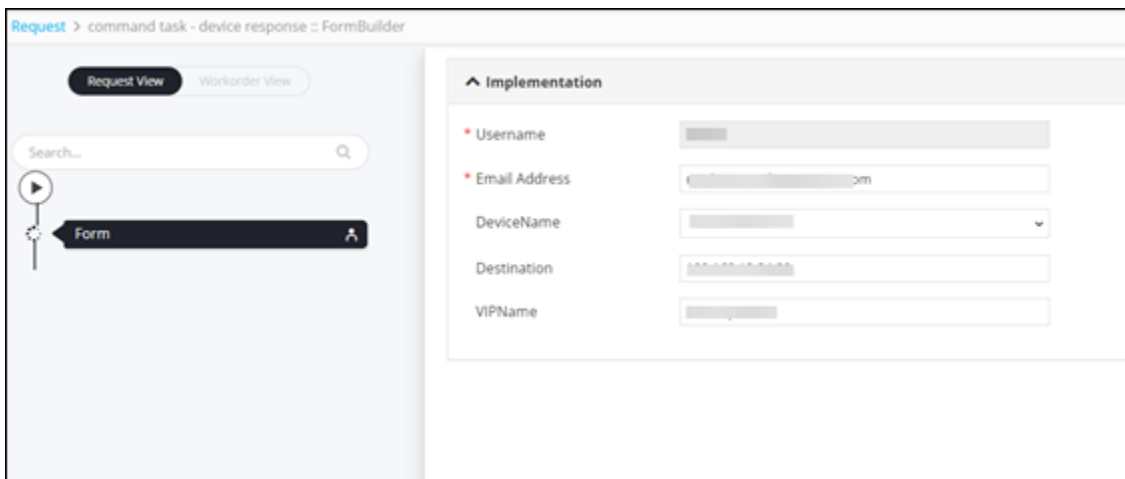 Request > command task - device response :: FormBuilder
Request View Workorder View
Search...
Form
Implementation
* Username
* Email Address om
DeviceName
Destination
VIPName